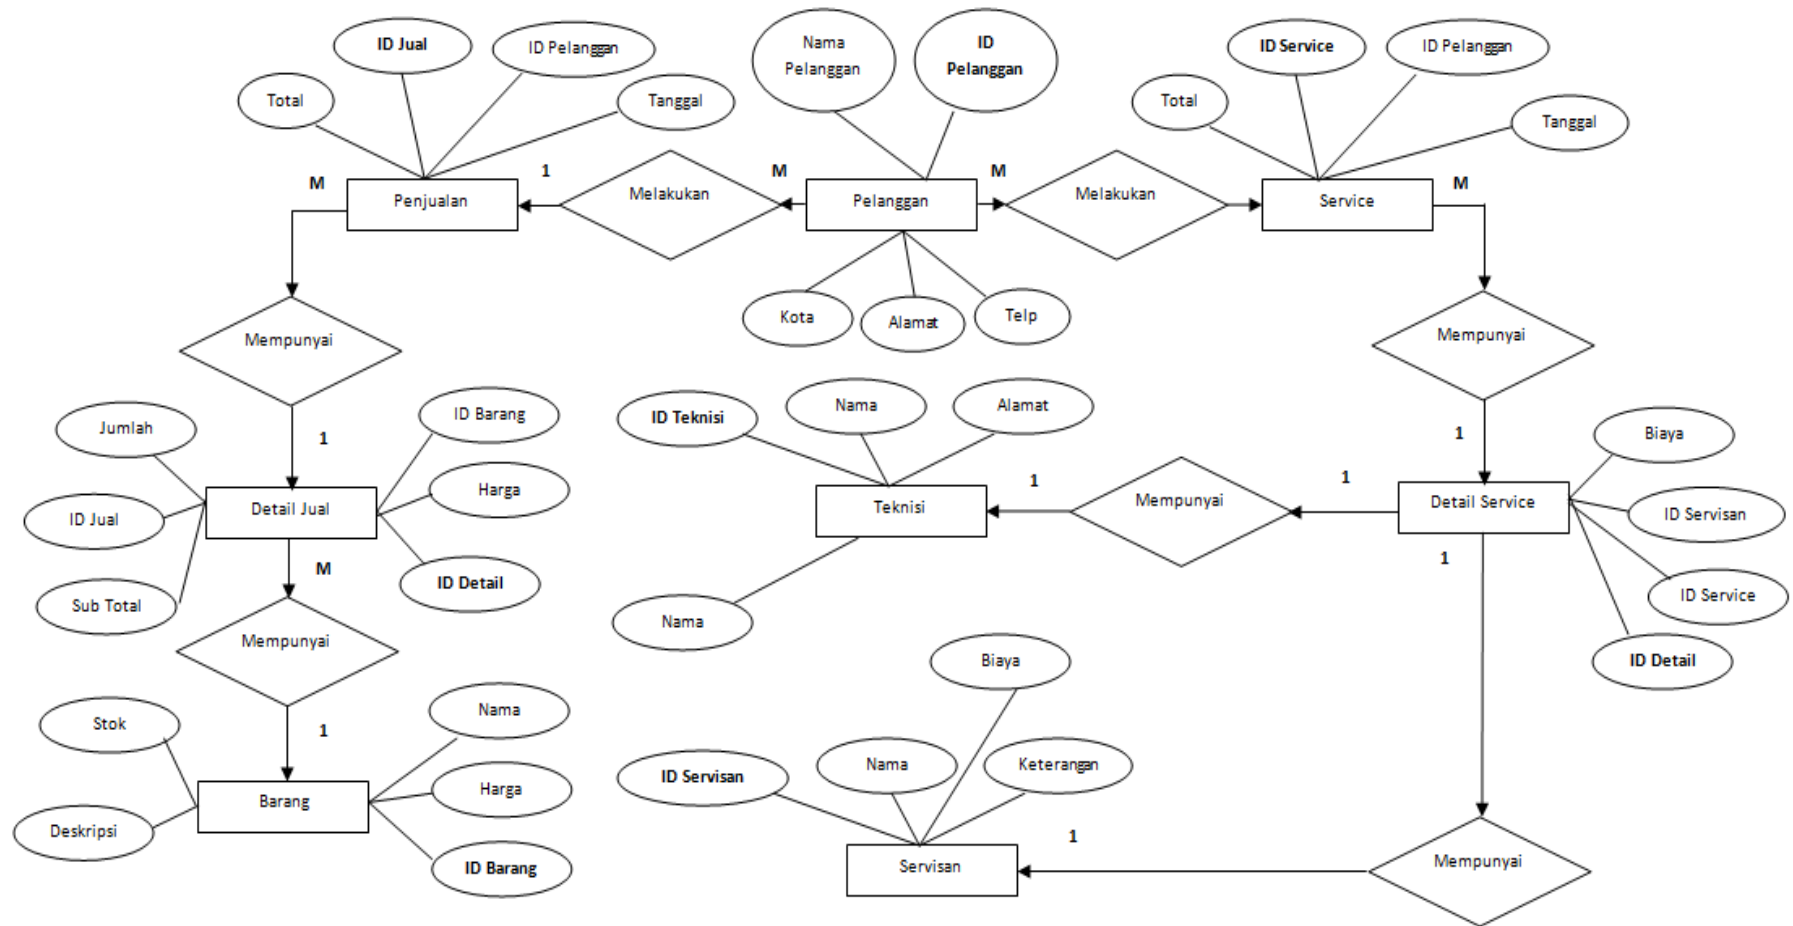 ID Jual
ID Pelanggan
Total
Tanggal
Nama
Pelanggan
ID
Pelanggan
ID Service
ID Pelanggan
Total
Tanggal
M
Penjualan
1
Melakukan
M
Pelanggan
M
Melakukan
Service
M
Kota
Alamat
Telp
Mempunyai
Mempunyai
Jumlah
1
ID Barang
Harga
ID Jual
Detail Jual
Sub Total
M
ID Detail
ID Teknisi
Nama
Alamat
1
Teknisi
Mempunyai
1
1
Detail Service
1
Biaya
ID Servisan
ID Service
ID Detail
Nama
Mempunyai
Stok
1
Nama
Barang
Harga
Deskripsi
ID Barang
Biaya
ID Servisan
Nama
Keterangan
1
Servisan
Mempunyai